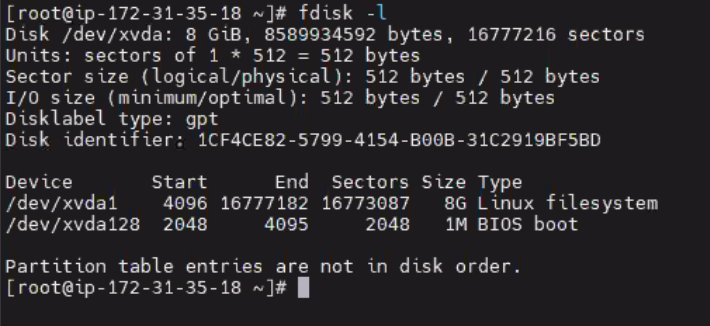 [root@ip-172-31-35-18 ~]# fdisk -l
Disk /dev/xvda: 8 GiB, 8589934592 bytes, 16777216 sectors
Units: sectors of 1 * 512 = 512 bytes
Sector size (logical/physical): 512 bytes / 512 bytes
I/O size (minimum/optimal): 512 bytes / 512 bytes
Disklabel type: gpt
Disk identifier: 1CF4CE82-5799-4154-B00B-31C2919BF5BD
Device Start End Sectors Size Type
/dev/xvda1 4096 16777182 16773087 8G Linux filesystem
/dev/xvda128 2048 4095 2048 1M BIOS boot
Partition table entries are not in disk order.
[root@ip-172-31-35-18 ~]#